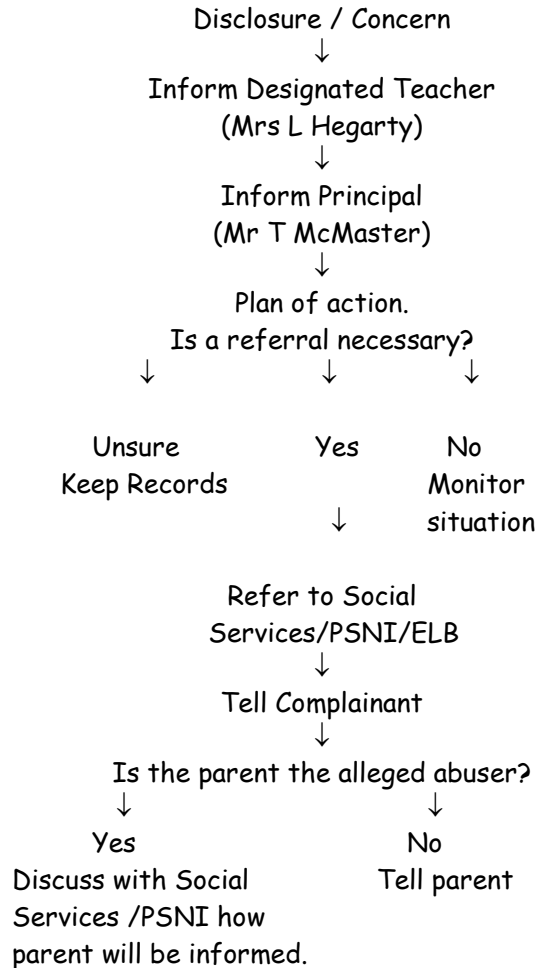 Disclosure / Concern
↓
Inform Designated Teacher
(Mrs L Hegarty)
↓
Inform Principal
(Mr T McMaster)
↓
Plan of action.
Is a referral necessary?
↓ ↓ ↓
Unsure Yes No
Keep Records Monitor
↓ situation
Refer to Social
Services/PSNI/ELB
↓
Tell Complainant
↓
Is the parent the alleged abuser?
↓ ↓
Yes No
Discuss with Social Tell parent
Services /PSNI how
parent will be informed.